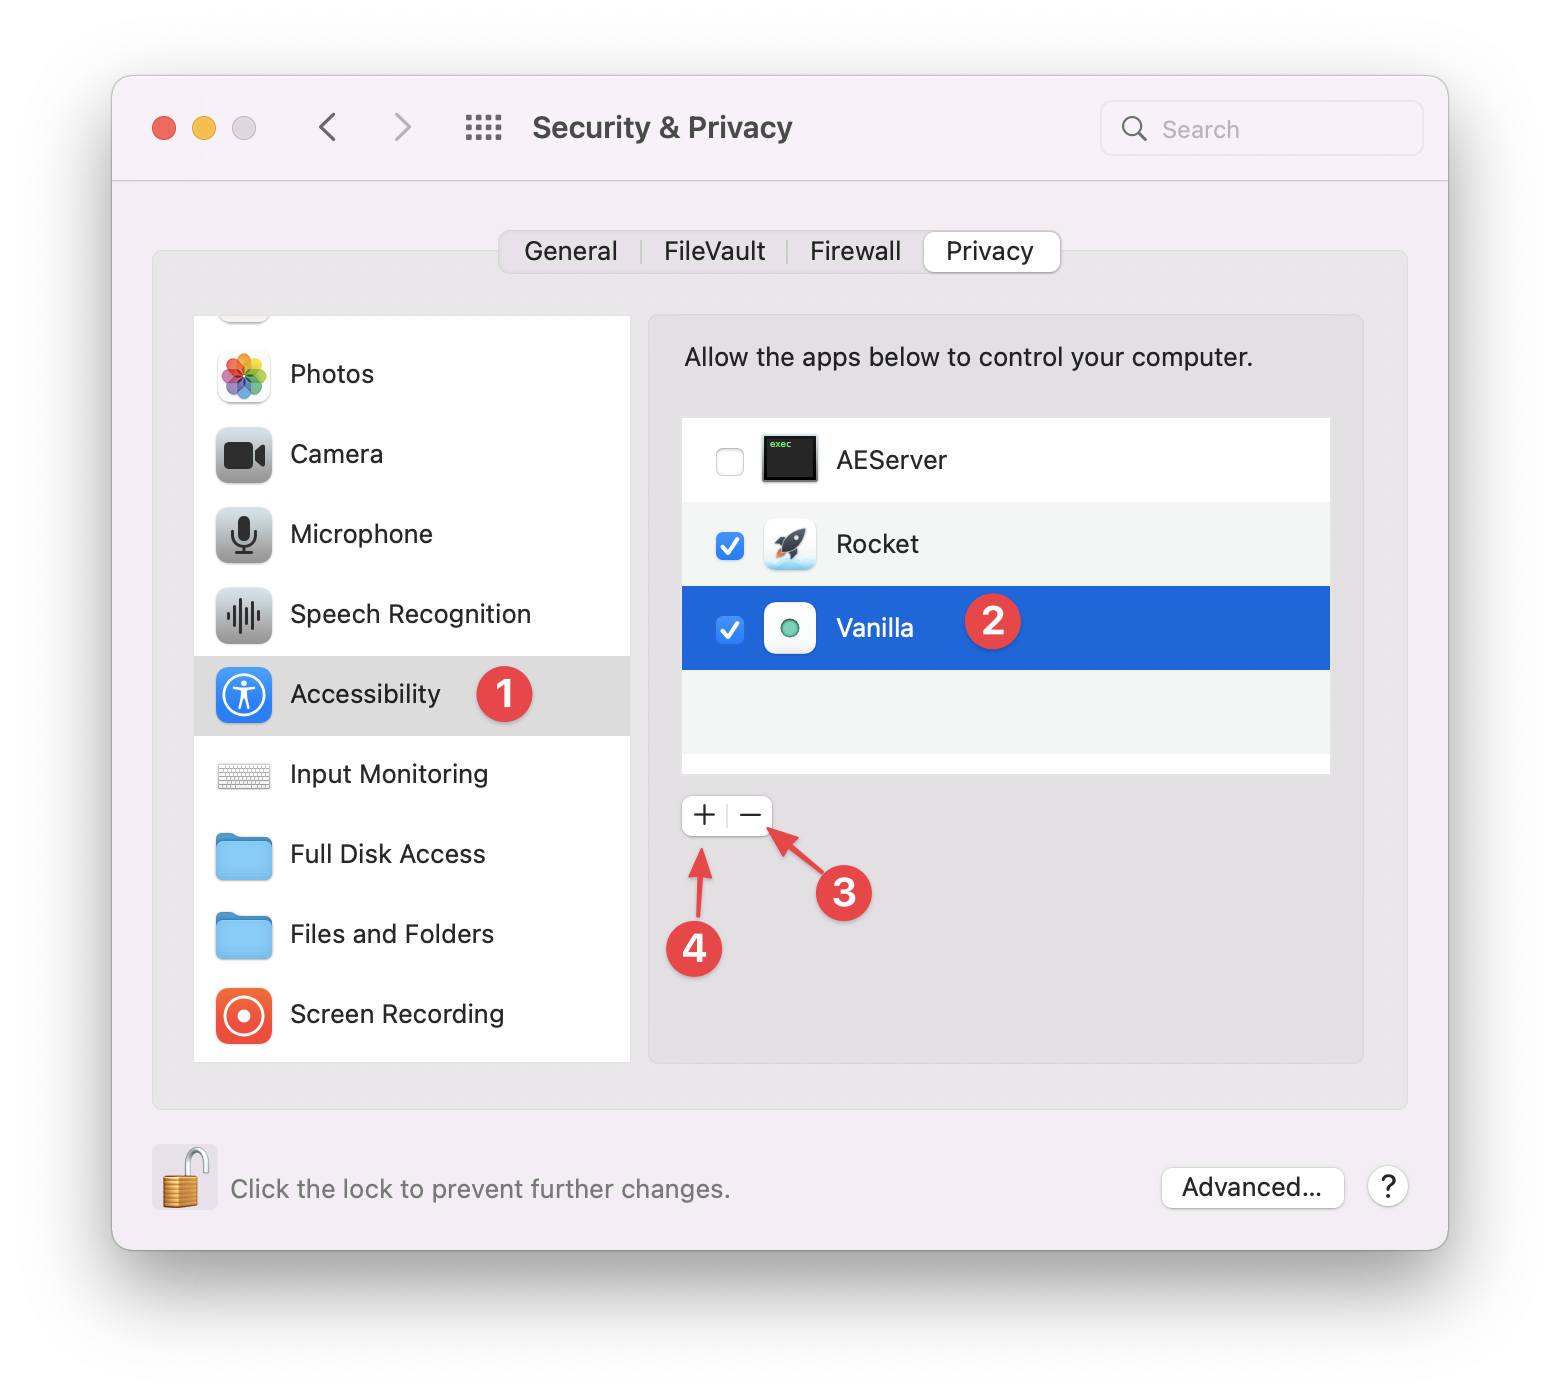 Security & Privacy
Search
General
FileVault
Firewall
Privacy
Photos
Camera
Microphone
Speech Recognition
Accessibility
1
Input Monitoring
Full Disk Access
Files and Folders
Screen Recording
Allow the apps below to control your computer.
exec
AEServer
Rocket
Vanilla
2
+
−
3
4
Click the lock to prevent further changes.
Advanced...
?